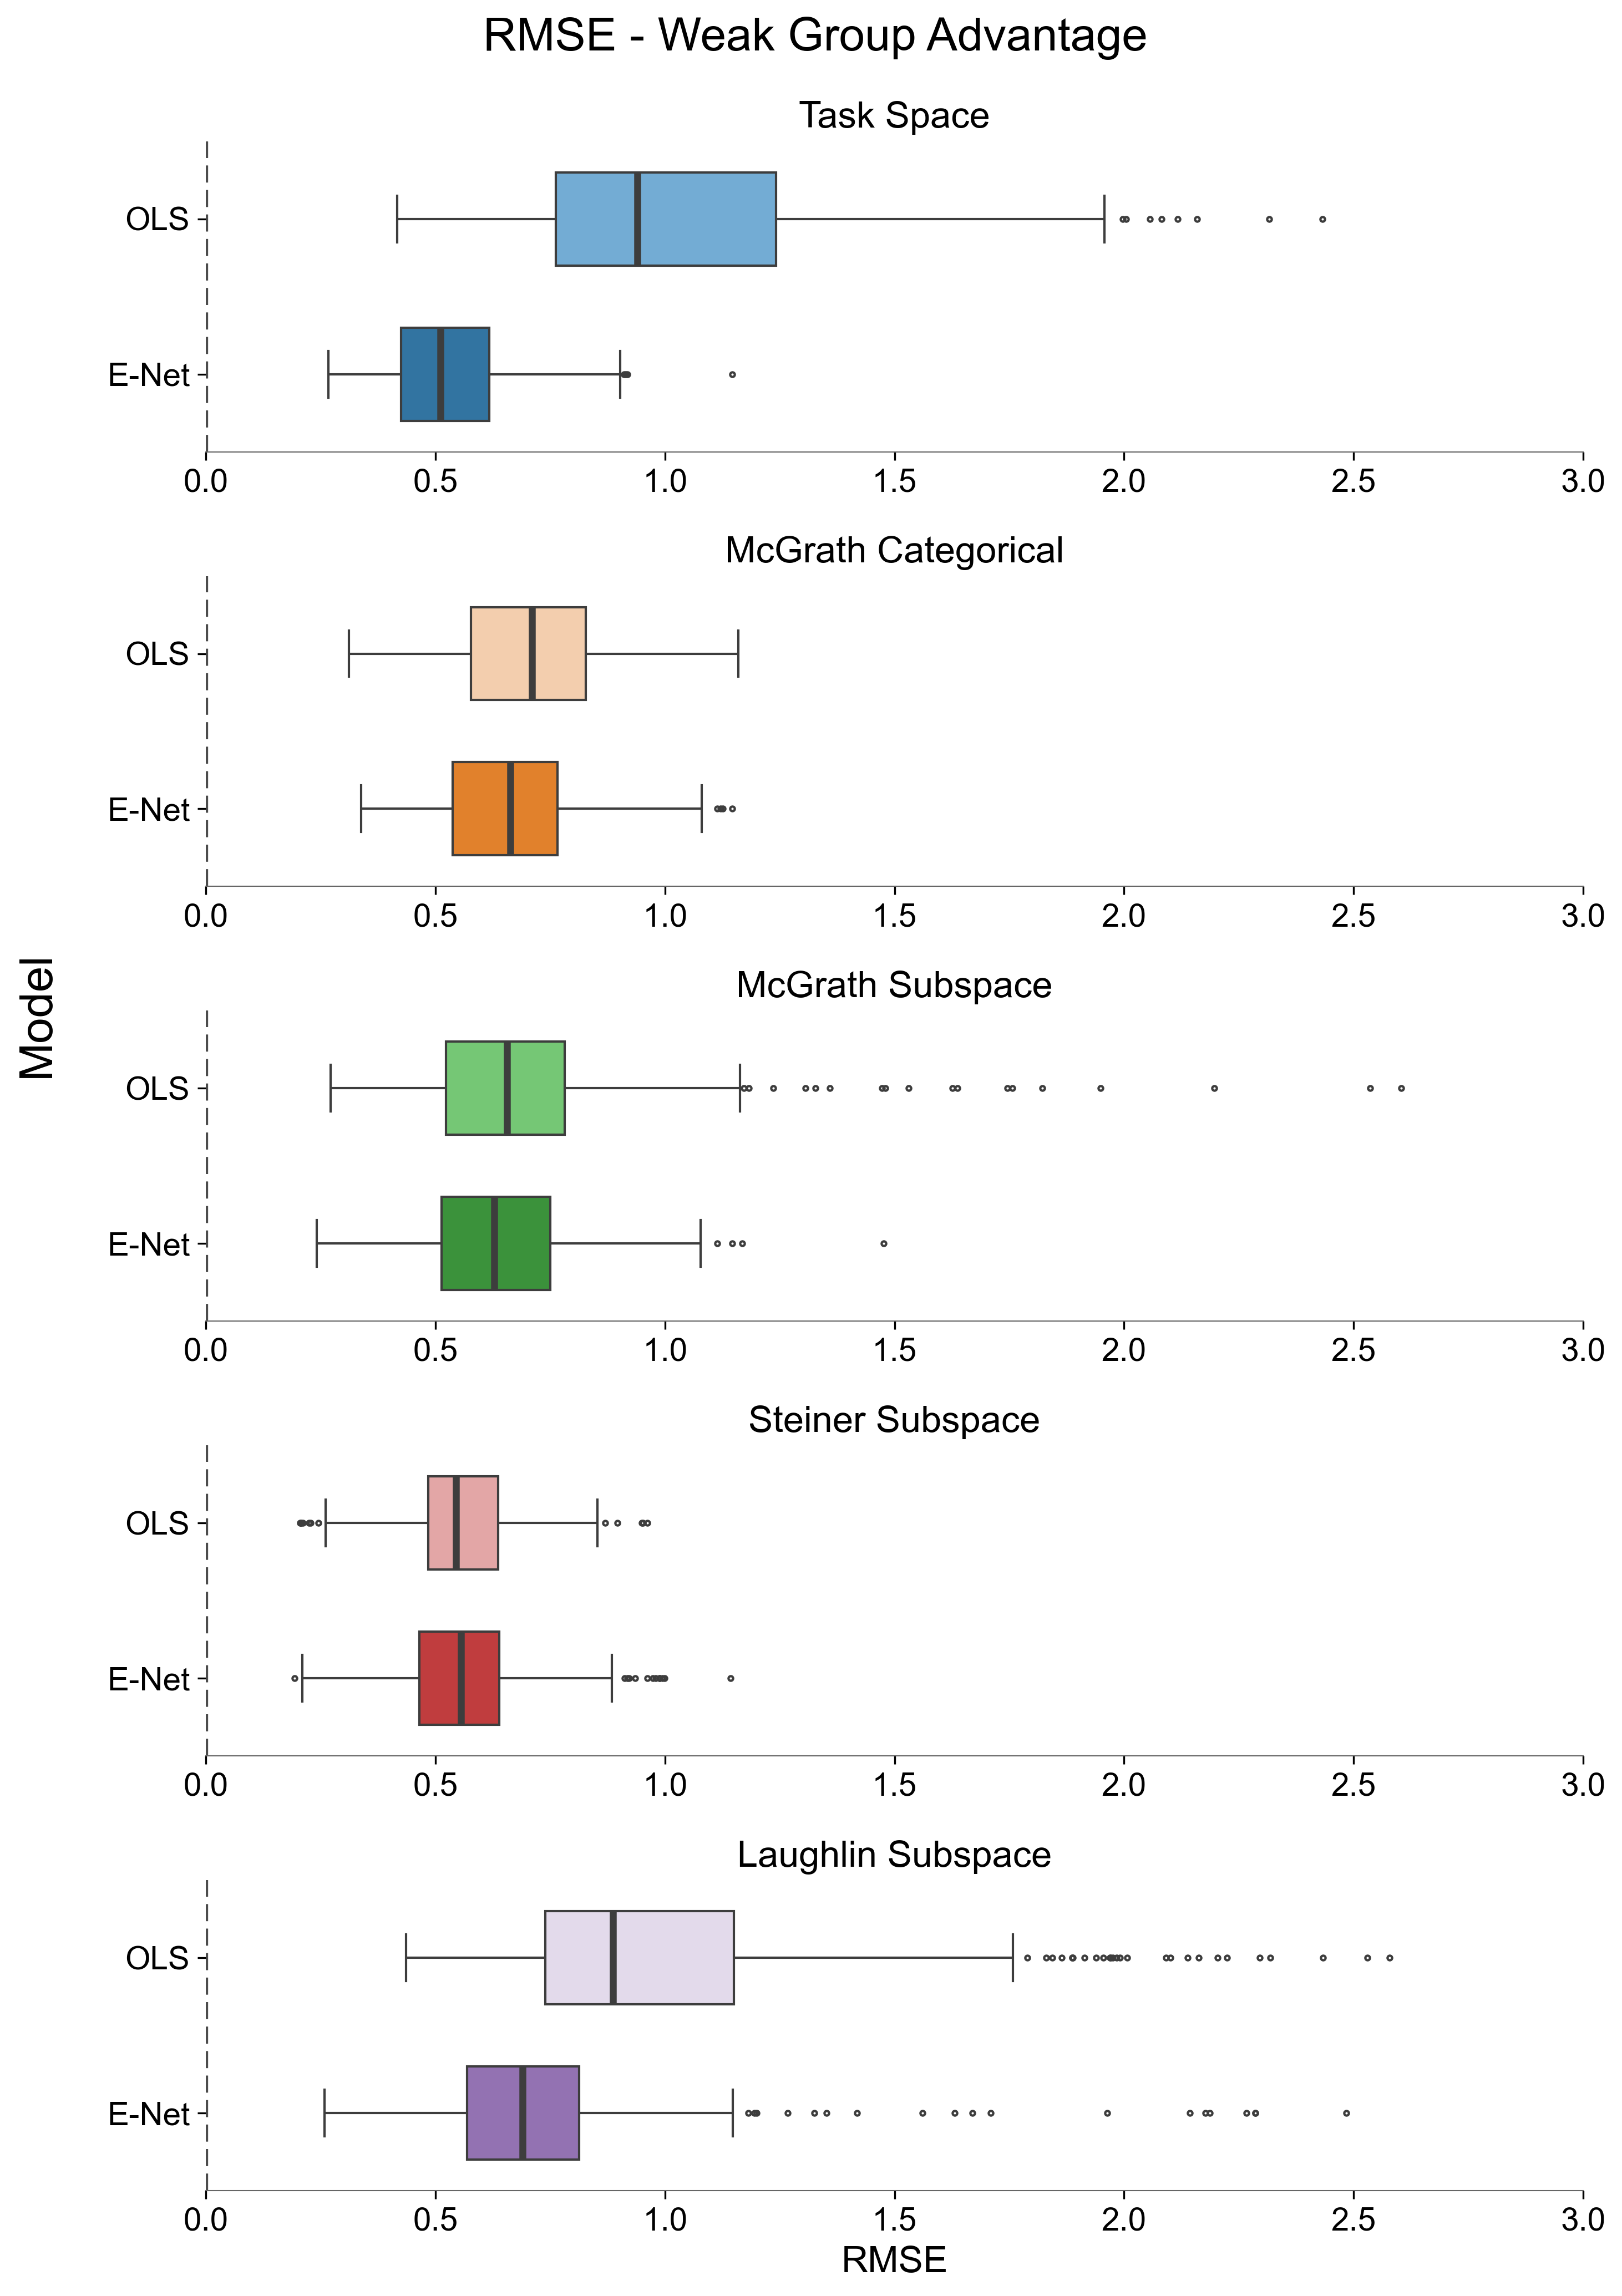 RMSE - Weak Group Advantage
Task Space
OLS
E-Net
0.0 0.5 1.0 1.5 2.0 2.5 3.0
McGrath Categorical
OLS
E-Net
0.0 0.5 1.0 1.5 2.0 2.5 3.0
Model
McGrath Subspace
OLS
E-Net
0.0 0.5 1.0 1.5 2.0 2.5 3.0
Steiner Subspace
OLS
E-Net
0.0 0.5 1.0 1.5 2.0 2.5 3.0
Laughlin Subspace
OLS
E-Net
0.0 0.5 1.0 1.5 2.0 2.5 3.0
RMSE